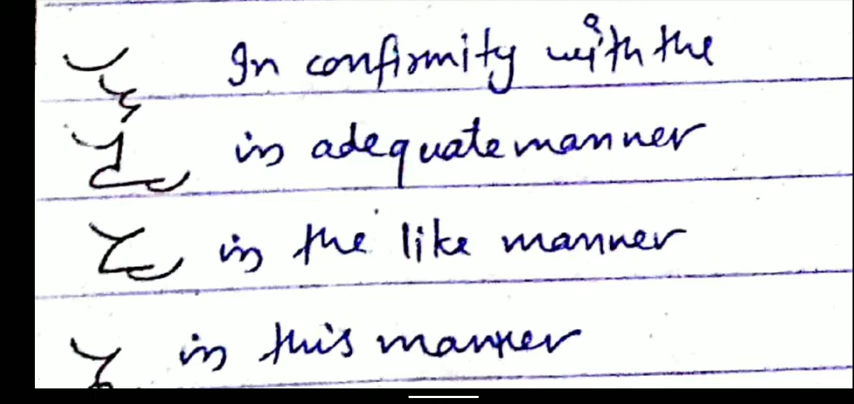 In confirmity with the
in adequate manner
in the like manner
in this manner